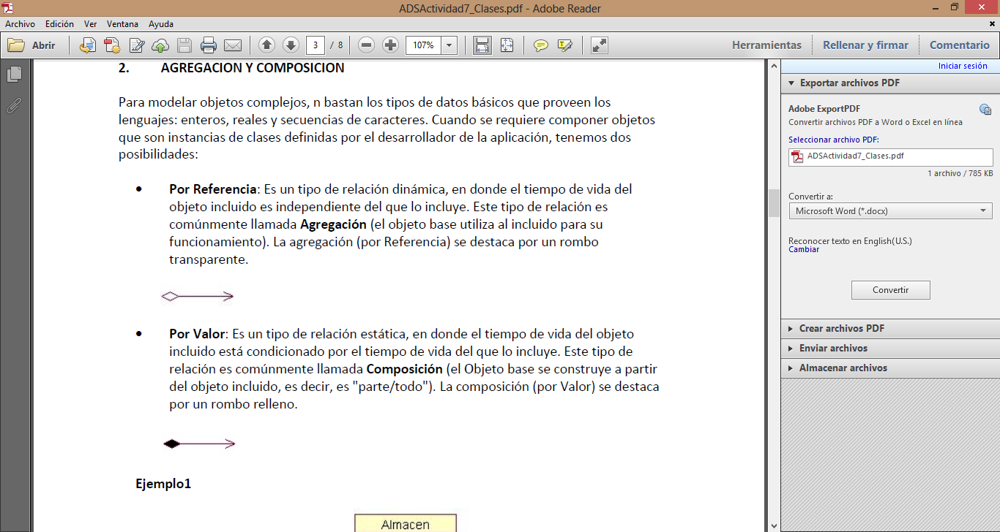 ADSActividad7_Clases.pdf - Adobe Reader
Archivo Edición Ver Ventana Ayuda
Abrir 3 / 8 107% Herramientas Rellenar y firmar Comentario
2. AGREGACION Y COMPOSICION
Para modelar objetos complejos, n bastan los tipos de datos básicos que proveen los
lenguajes: enteros, reales y secuencias de caracteres. Cuando se requiere componer objetos
que son instancias de clases definidas por el desarrollador de la aplicación, tenemos dos
posibilidades:
• Por Referencia: Es un tipo de relación dinámica, en donde el tiempo de vida del
objeto incluido es independiente del que lo incluye. Este tipo de relación es
comúnmente llamada Agregación (el objeto base utiliza al incluido para su
funcionamiento). La agregación (por Referencia) se destaca por un rombo
transparente.
• Por Valor: Es un tipo de relación estática, en donde el tiempo de vida del objeto
incluido está condicionado por el tiempo de vida del que lo incluye. Este tipo de
relación es comúnmente llamada Composición (el Objeto base se construye a partir
del objeto incluido, es decir, es "parte/todo"). La composición (por Valor) se destaca
por un rombo relleno.
Ejemplo1
Almacen
Iniciar sesión
Exportar archivos PDF
Adobe ExportPDF
Convertir archivos PDF a Word o Excel en línea
Seleccionar archivo PDF:
ADSActividad7_Clases.pdf
1 archivo / 785 KB
Convertir a:
Microsoft Word (*.docx)
Reconocer texto en English(U.S.)
Cambiar
Convertir
Crear archivos PDF
Enviar archivos
Almacenar archivos